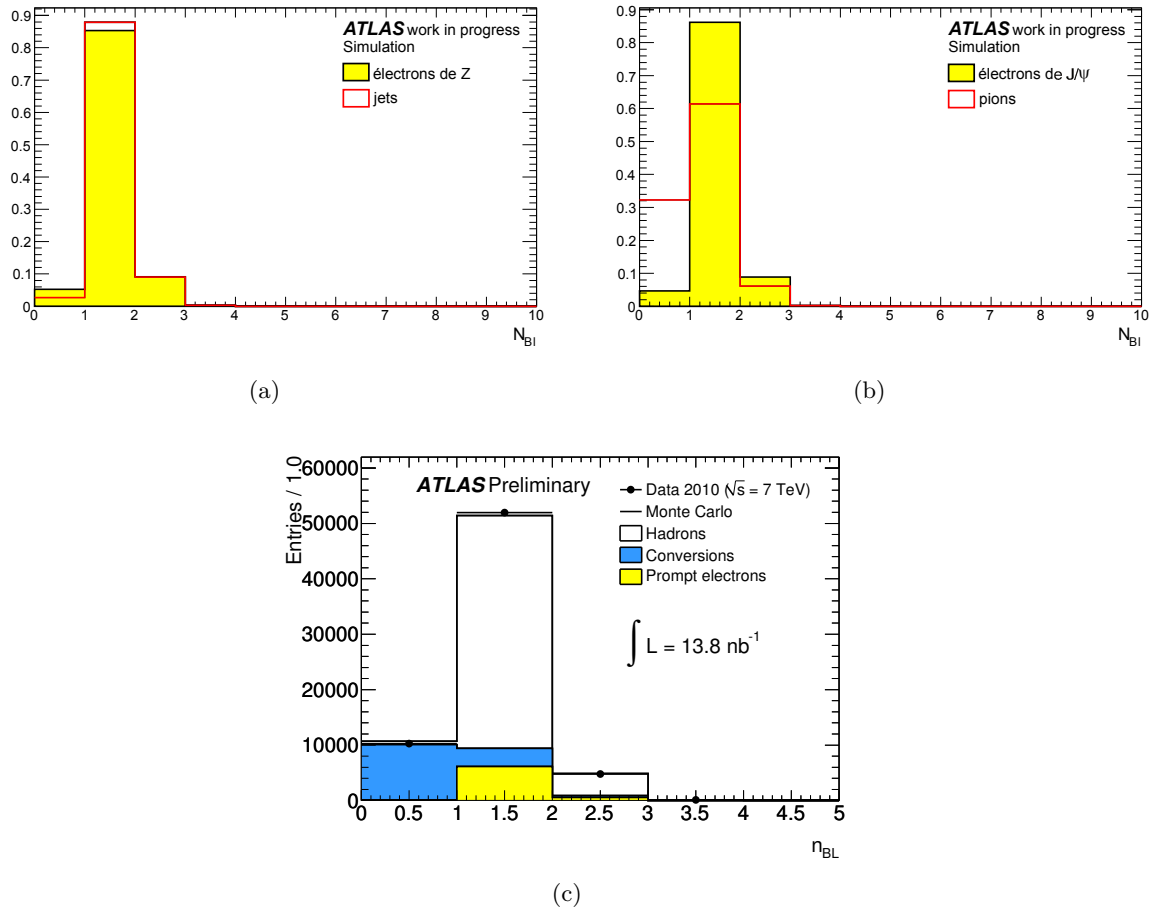 ATLAS work in progress
Simulation
électrons de Z
jets
0.9
0.8
0.7
0.6
0.5
0.4
0.3
0.2
0.1
0
0 1 2 3 4 5 6 7 8 9 10
N_BI
(a)
ATLAS work in progress
Simulation
électrons de J/ψ
pions
0.9
0.8
0.7
0.6
0.5
0.4
0.3
0.2
0.1
0
0 1 2 3 4 5 6 7 8 9 10
N_BI
(b)
Entries / 1.0
60000
50000
40000
30000
20000
10000
0
ATLAS Preliminary
Data 2010 (√s = 7 TeV)
Monte Carlo
Hadrons
Conversions
Prompt electrons
∫ L = 13.8 nb⁻¹
0 0.5 1 1.5 2 2.5 3 3.5 4 4.5 5
n_BL
(c)